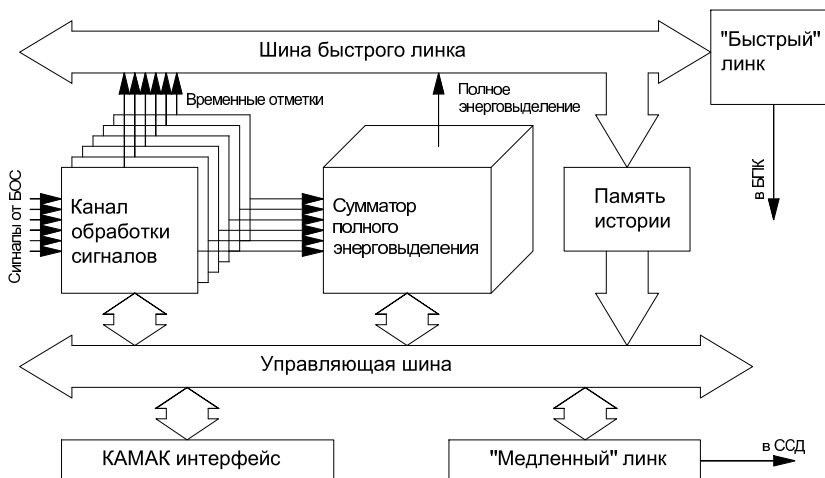 Шина быстрого линка
"Быстрый"
линк
Временные отметки
Полное
энерговыделение
в БПК
Сигналы от БОС
Канал
обработки
сигналов
Сумматор
полного
энерговыделения
Память
истории
Управляющая шина
КАМАК интерфейс
"Медленный" линк
в ССД